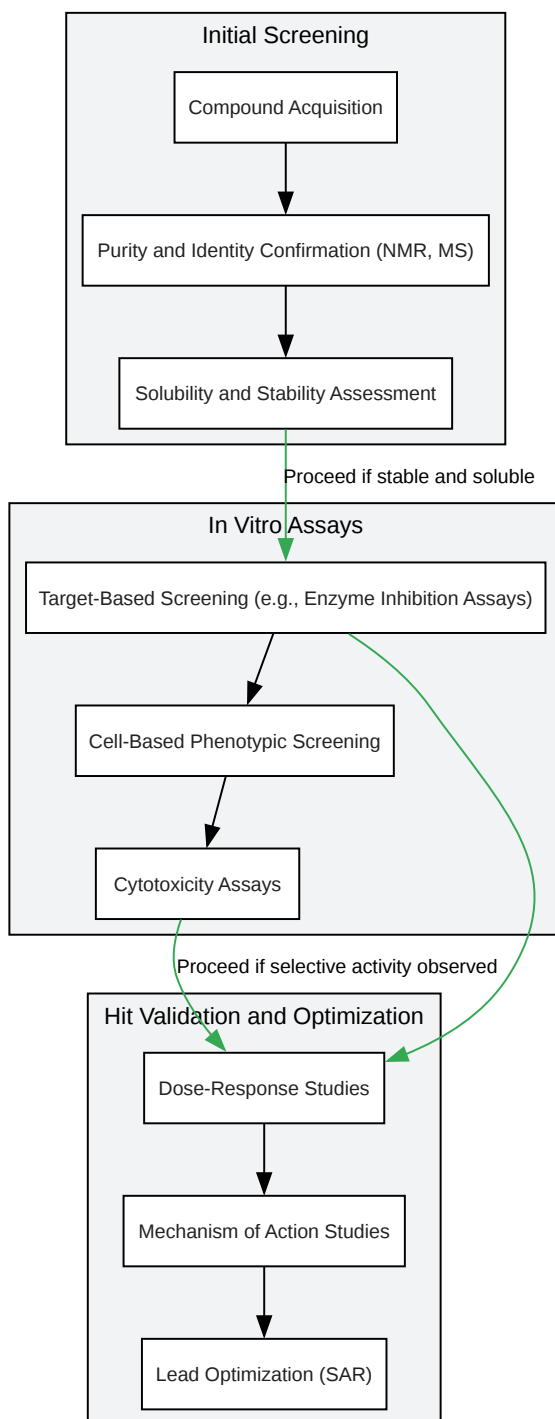 Initial Screening
Compound Acquisition
Purity and Identity Confirmation (NMR, MS)
Solubility and Stability Assessment
Proceed if stable and soluble
In Vitro Assays
Target-Based Screening (e.g., Enzyme Inhibition Assays)
Cell-Based Phenotypic Screening
Cytotoxicity Assays
Proceed if selective activity observed
Hit Validation and Optimization
Dose-Response Studies
Mechanism of Action Studies
Lead Optimization (SAR)